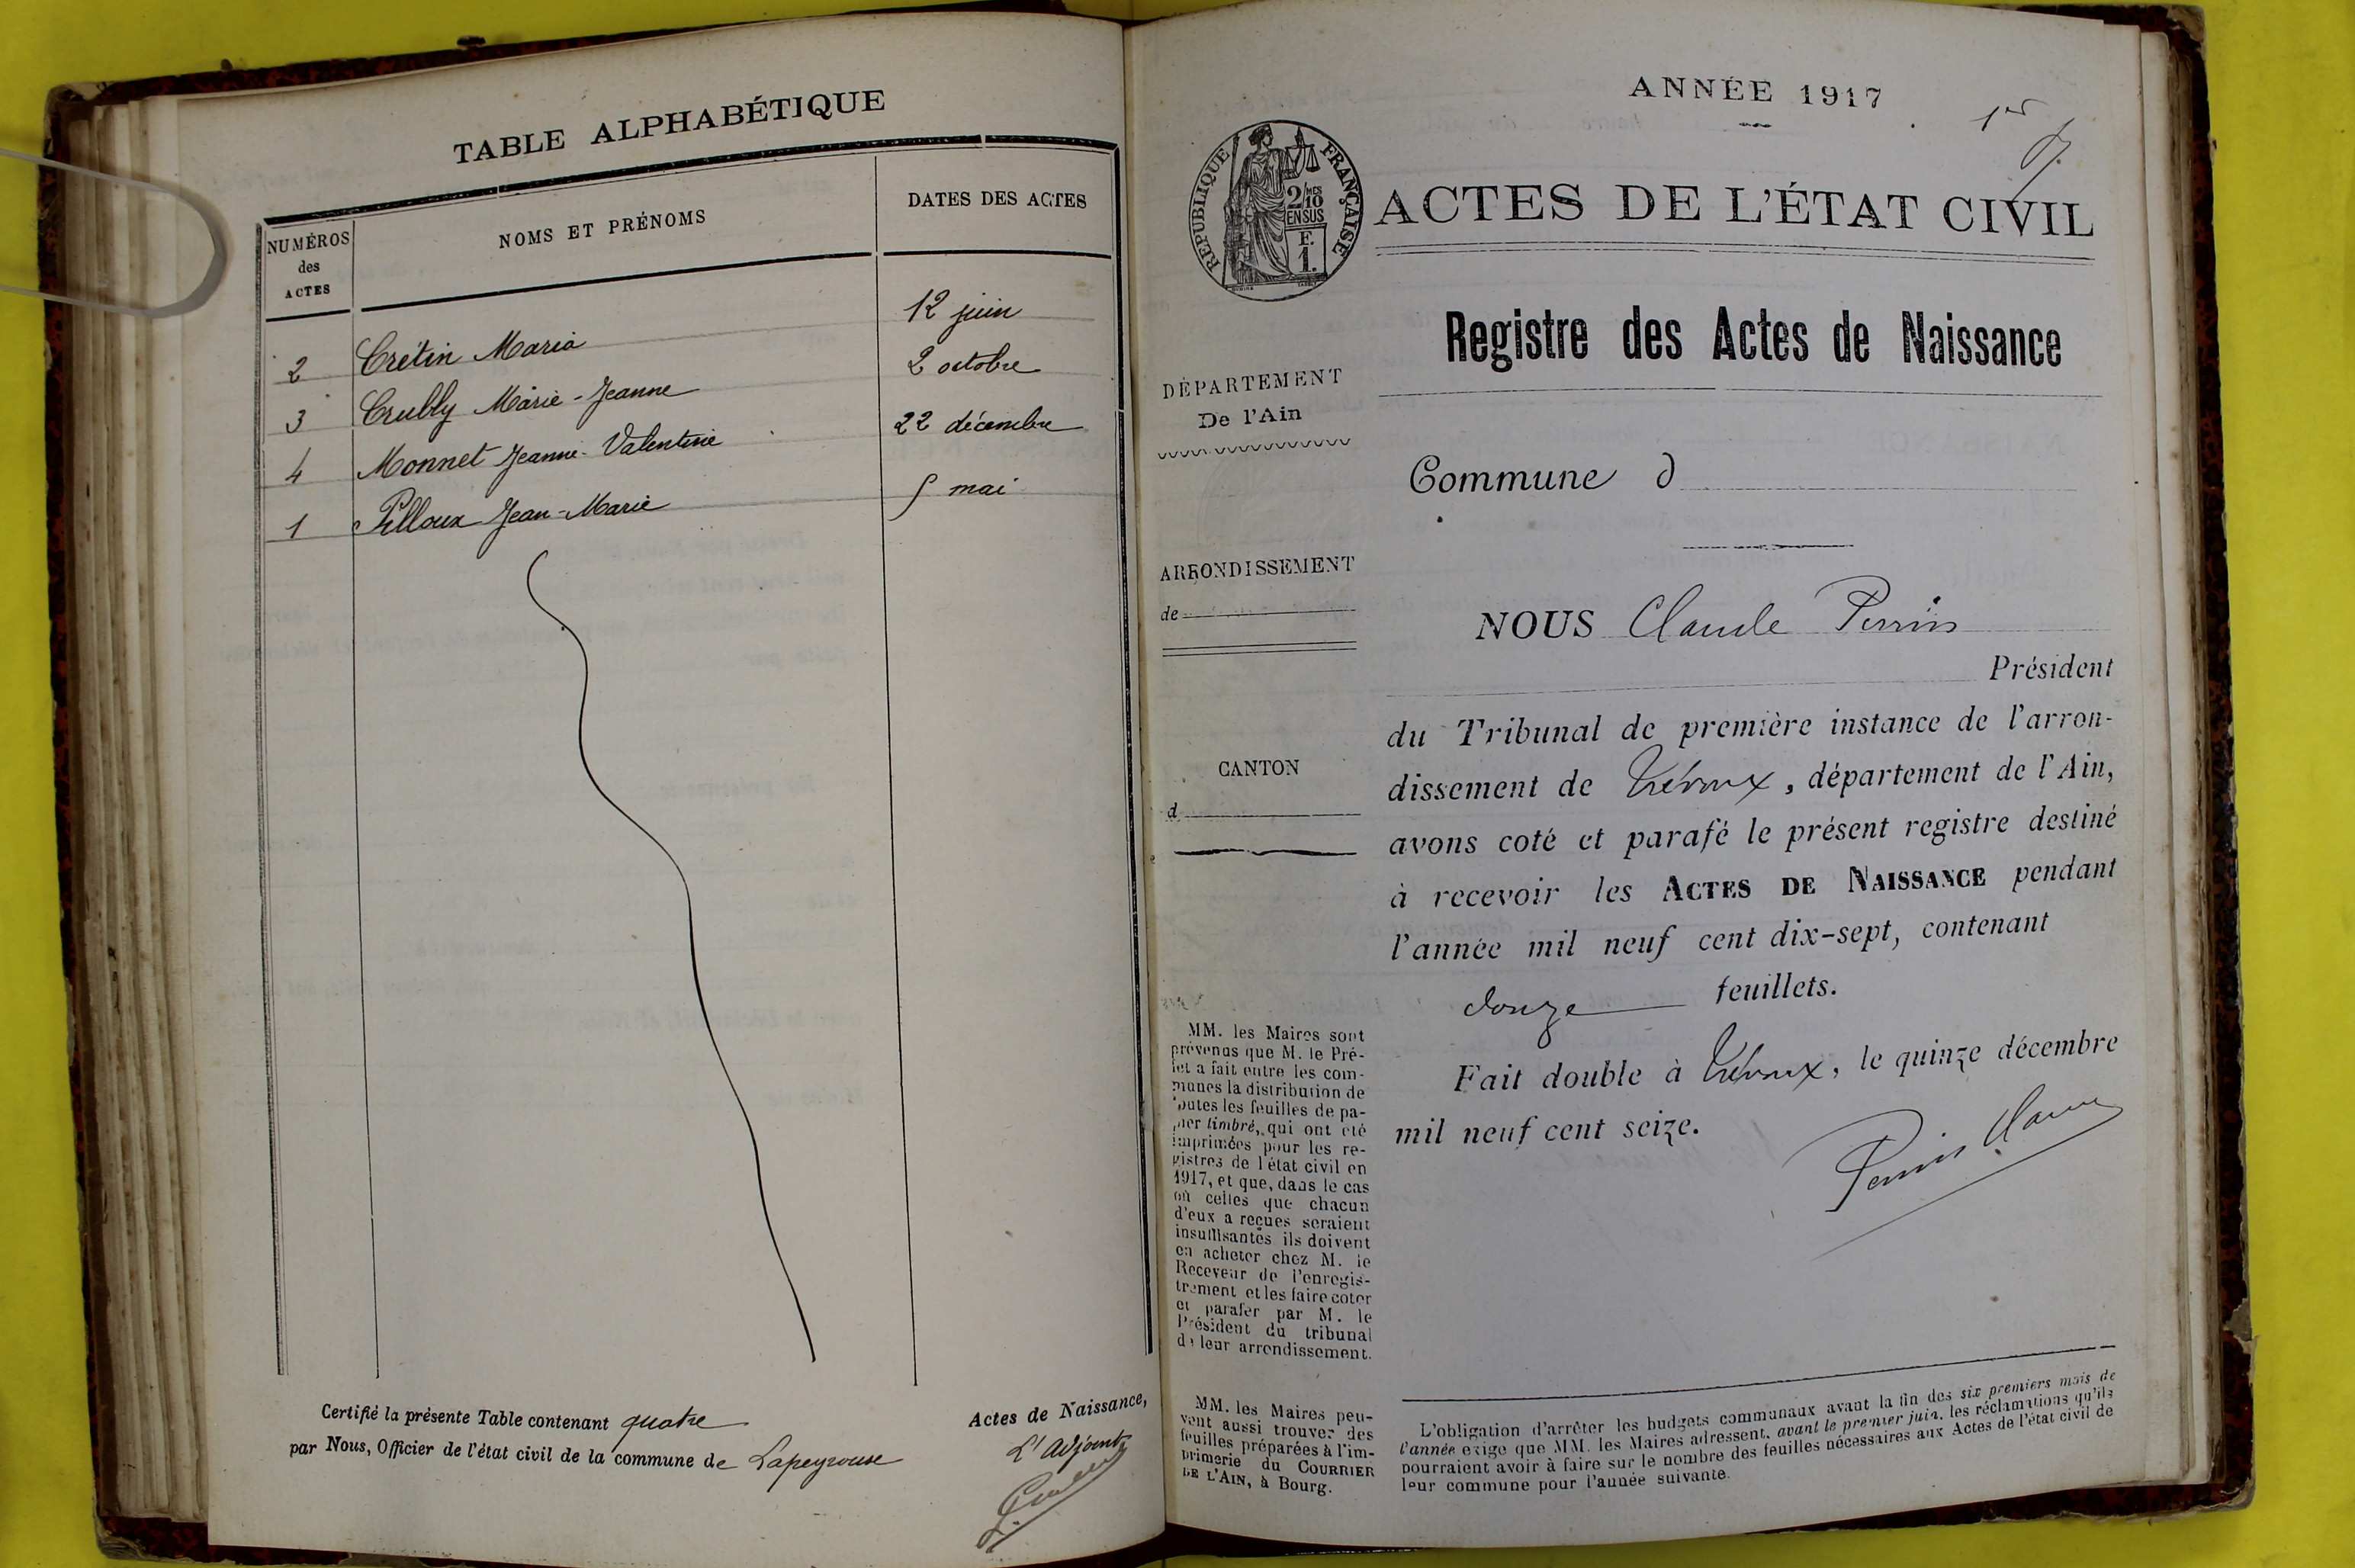 TABLE ALPHABÉTIQUE
NUMÉROS
des
ACTES
NOMS ET PRÉNOMS
DATES DES ACTES
2 Crétin Maria 12 juin
3 Crubly Marie-Jeanne 2 octobre
4 Monnet Jeanne-Valentine 22 décembre
1 Pilloux Jean-Marie 5 mai
Certifié la présente Table contenant quatre Actes de Naissance,
par Nous, Officier de l'état civil de la commune de Lapeyrouse
L'adjoint
ANNÉE 1917
1er
RÉPUBLIQUE FRANÇAISE
2/10 MES
EN SUS
F.
1.
ACTES DE L'ÉTAT CIVIL
Registre des Actes de Naissance
DÉPARTEMENT
De l'Ain
Commune d
ARRONDISSEMENT
de
NOUS Claude Perrin
Président
du Tribunal de première instance de l'arron-
dissement de Trévoux, département de l'Ain,
avons coté et parafé le présent registre destiné
à recevoir les ACTES DE NAISSANCE pendant
l'année mil neuf cent dix-sept, contenant
douze feuillets.
Fait double à Trévoux, le quinze décembre
mil neuf cent seize.
Perrin Claude
CANTON
d
MM. les Maires sont
prévenus que M. le Pré-
fet a fait entre les com-
munes la distribution de
toutes les feuilles de pa-
pier timbré, qui ont été
imprimées pour les re-
gistres de l'état civil en
1917, et que, dans le cas
où celles que chacun
d'eux a reçues seraient
insuffisantes ils doivent
en acheter chez M. le
Receveur de l'enregis-
trement et les faire coter
et parafer par M. le
Président du tribunal
de leur arrondissement.
MM. les Maires peu-
vent aussi trouver des
feuilles préparées à l'im-
primerie du COURRIER
DE L'AIN, à Bourg.
L'obligation d'arrêter les budgets communaux avant la fin des six premiers mois de
l'année exige que MM. les Maires adressent, avant le premier juin, les réclamations qu'ils
pourraient avoir à faire sur le nombre des feuilles nécessaires aux Actes de l'état civil de
leur commune pour l'année suivante.